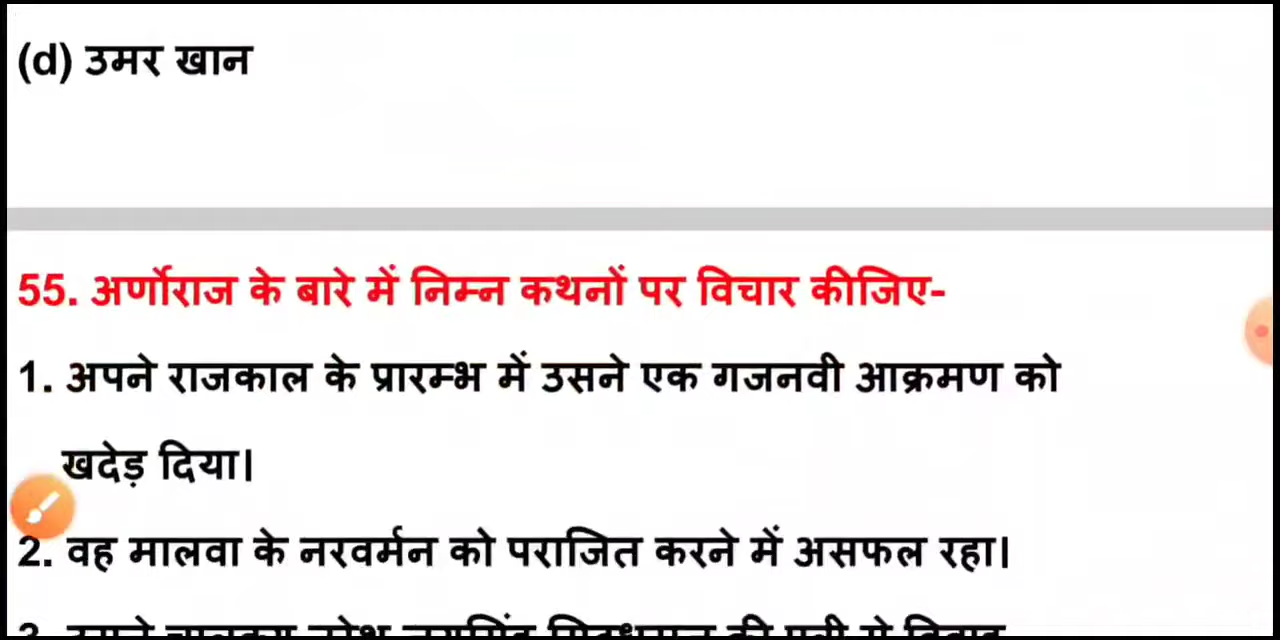 (d) उमर खान
55. अर्णोराज के बारे में निम्न कथनों पर विचार कीजिए-
1. अपने राजकाल के प्रारम्भ में उसने एक गजनवी आक्रमण को
खदेड़ दिया।
2. वह मालवा के नरवर्मन को पराजित करने में असफल रहा।